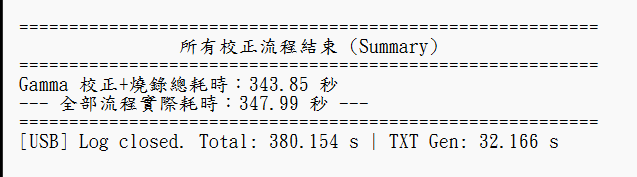 ==========================================================
所有校正流程結束 (Summary)
==========================================================
Gamma 校正+燒錄總耗時：343.85 秒
--- 全部流程實際耗時：347.99 秒 ---
==========================================================
[USB] Log closed. Total: 380.154 s | TXT Gen: 32.166 s